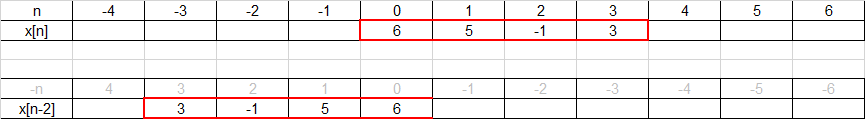 n -4 -3 -2 -1 0 1 2 3 4 5 6
x[n] 6 5 -1 3
-n 4 3 2 1 0 -1 -2 -3 -4 -5 -6
x[n-2] 3 -1 5 6